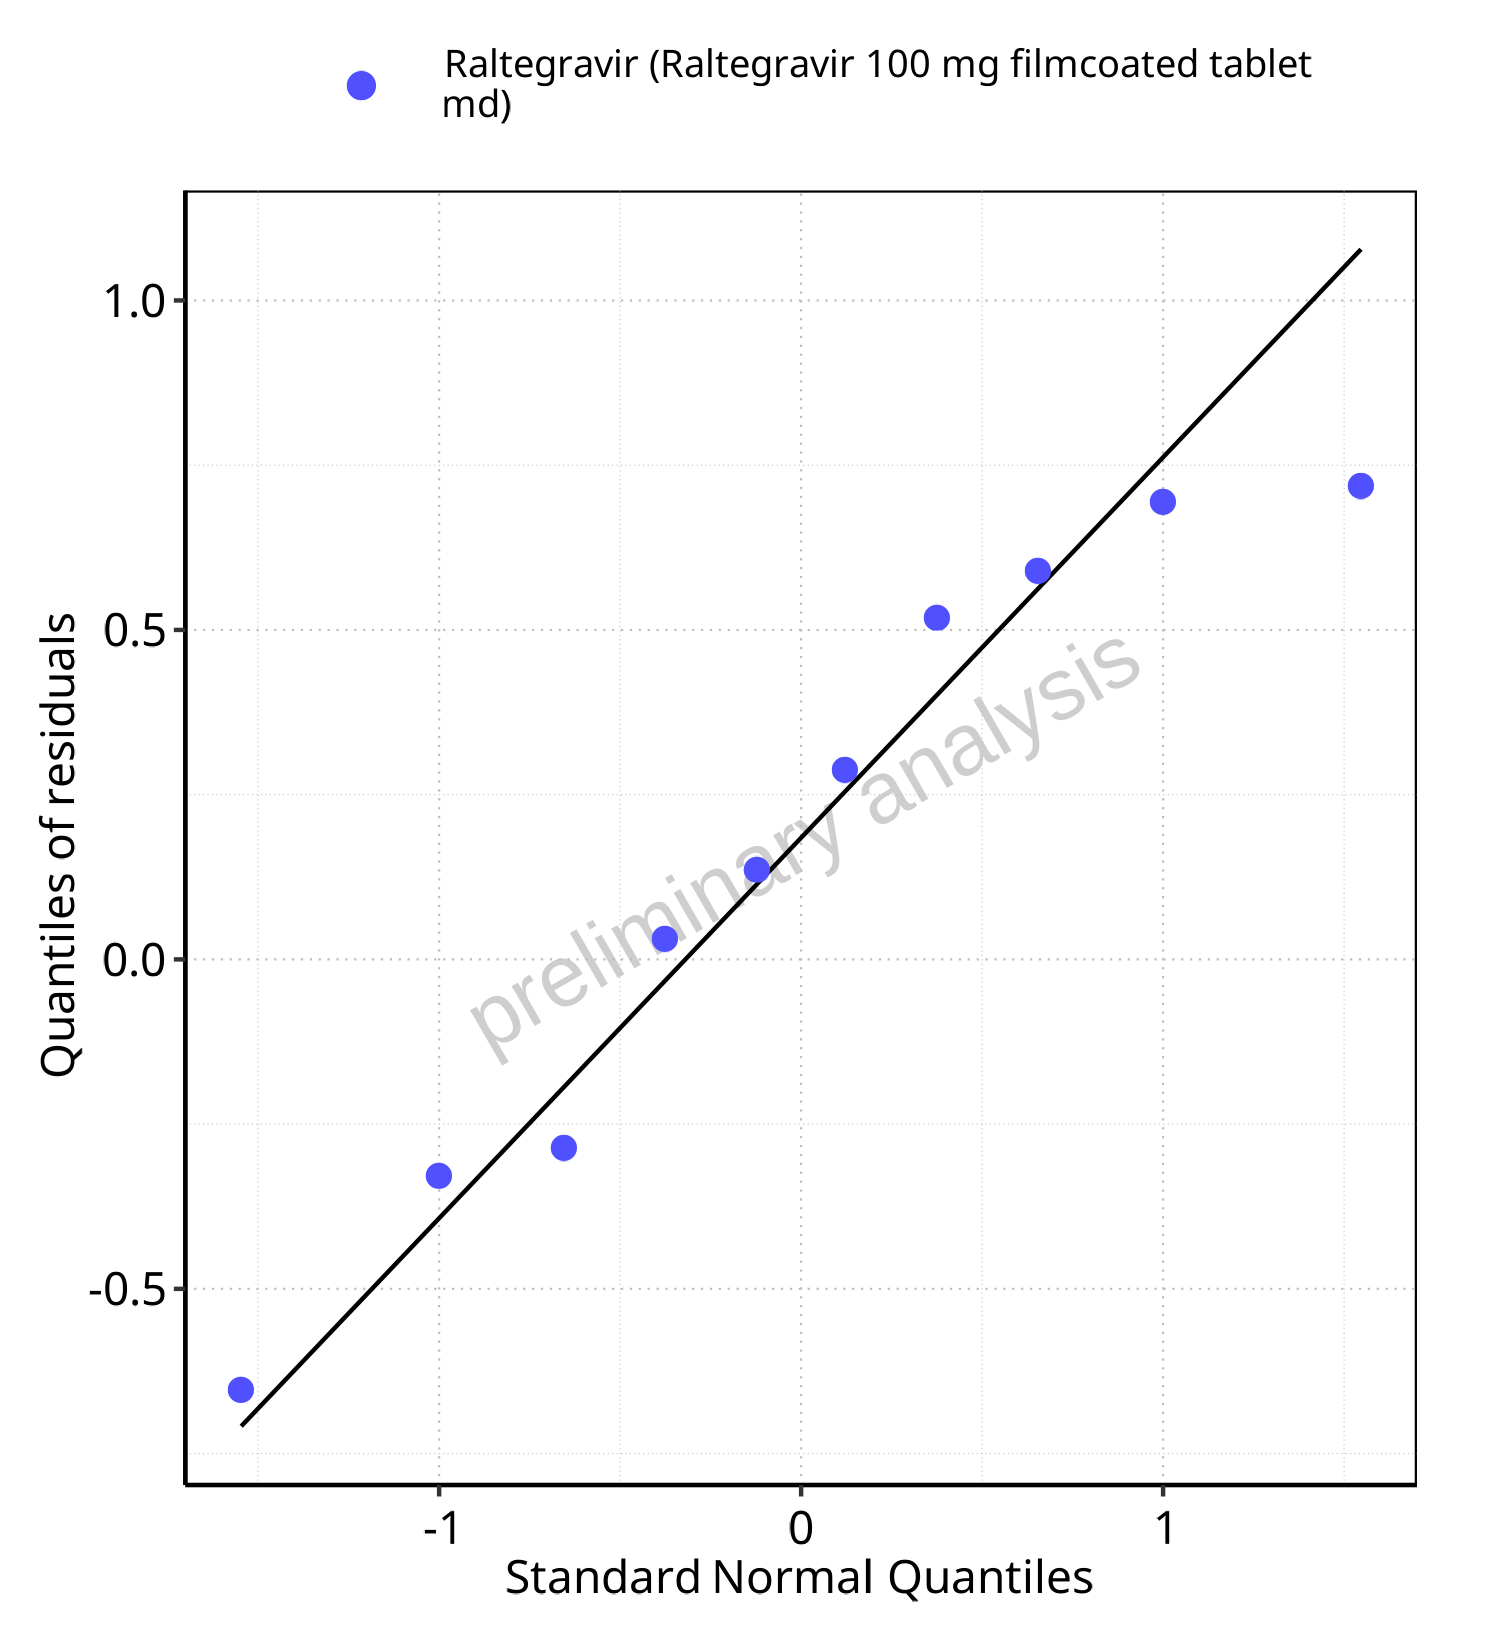 Raltegravir (Raltegravir 100 mg filmcoated tablet
md)
1.0
0.5
0.0
-0.5
Quantiles of residuals
preliminary analysis
-1 0 1
Standard Normal Quantiles